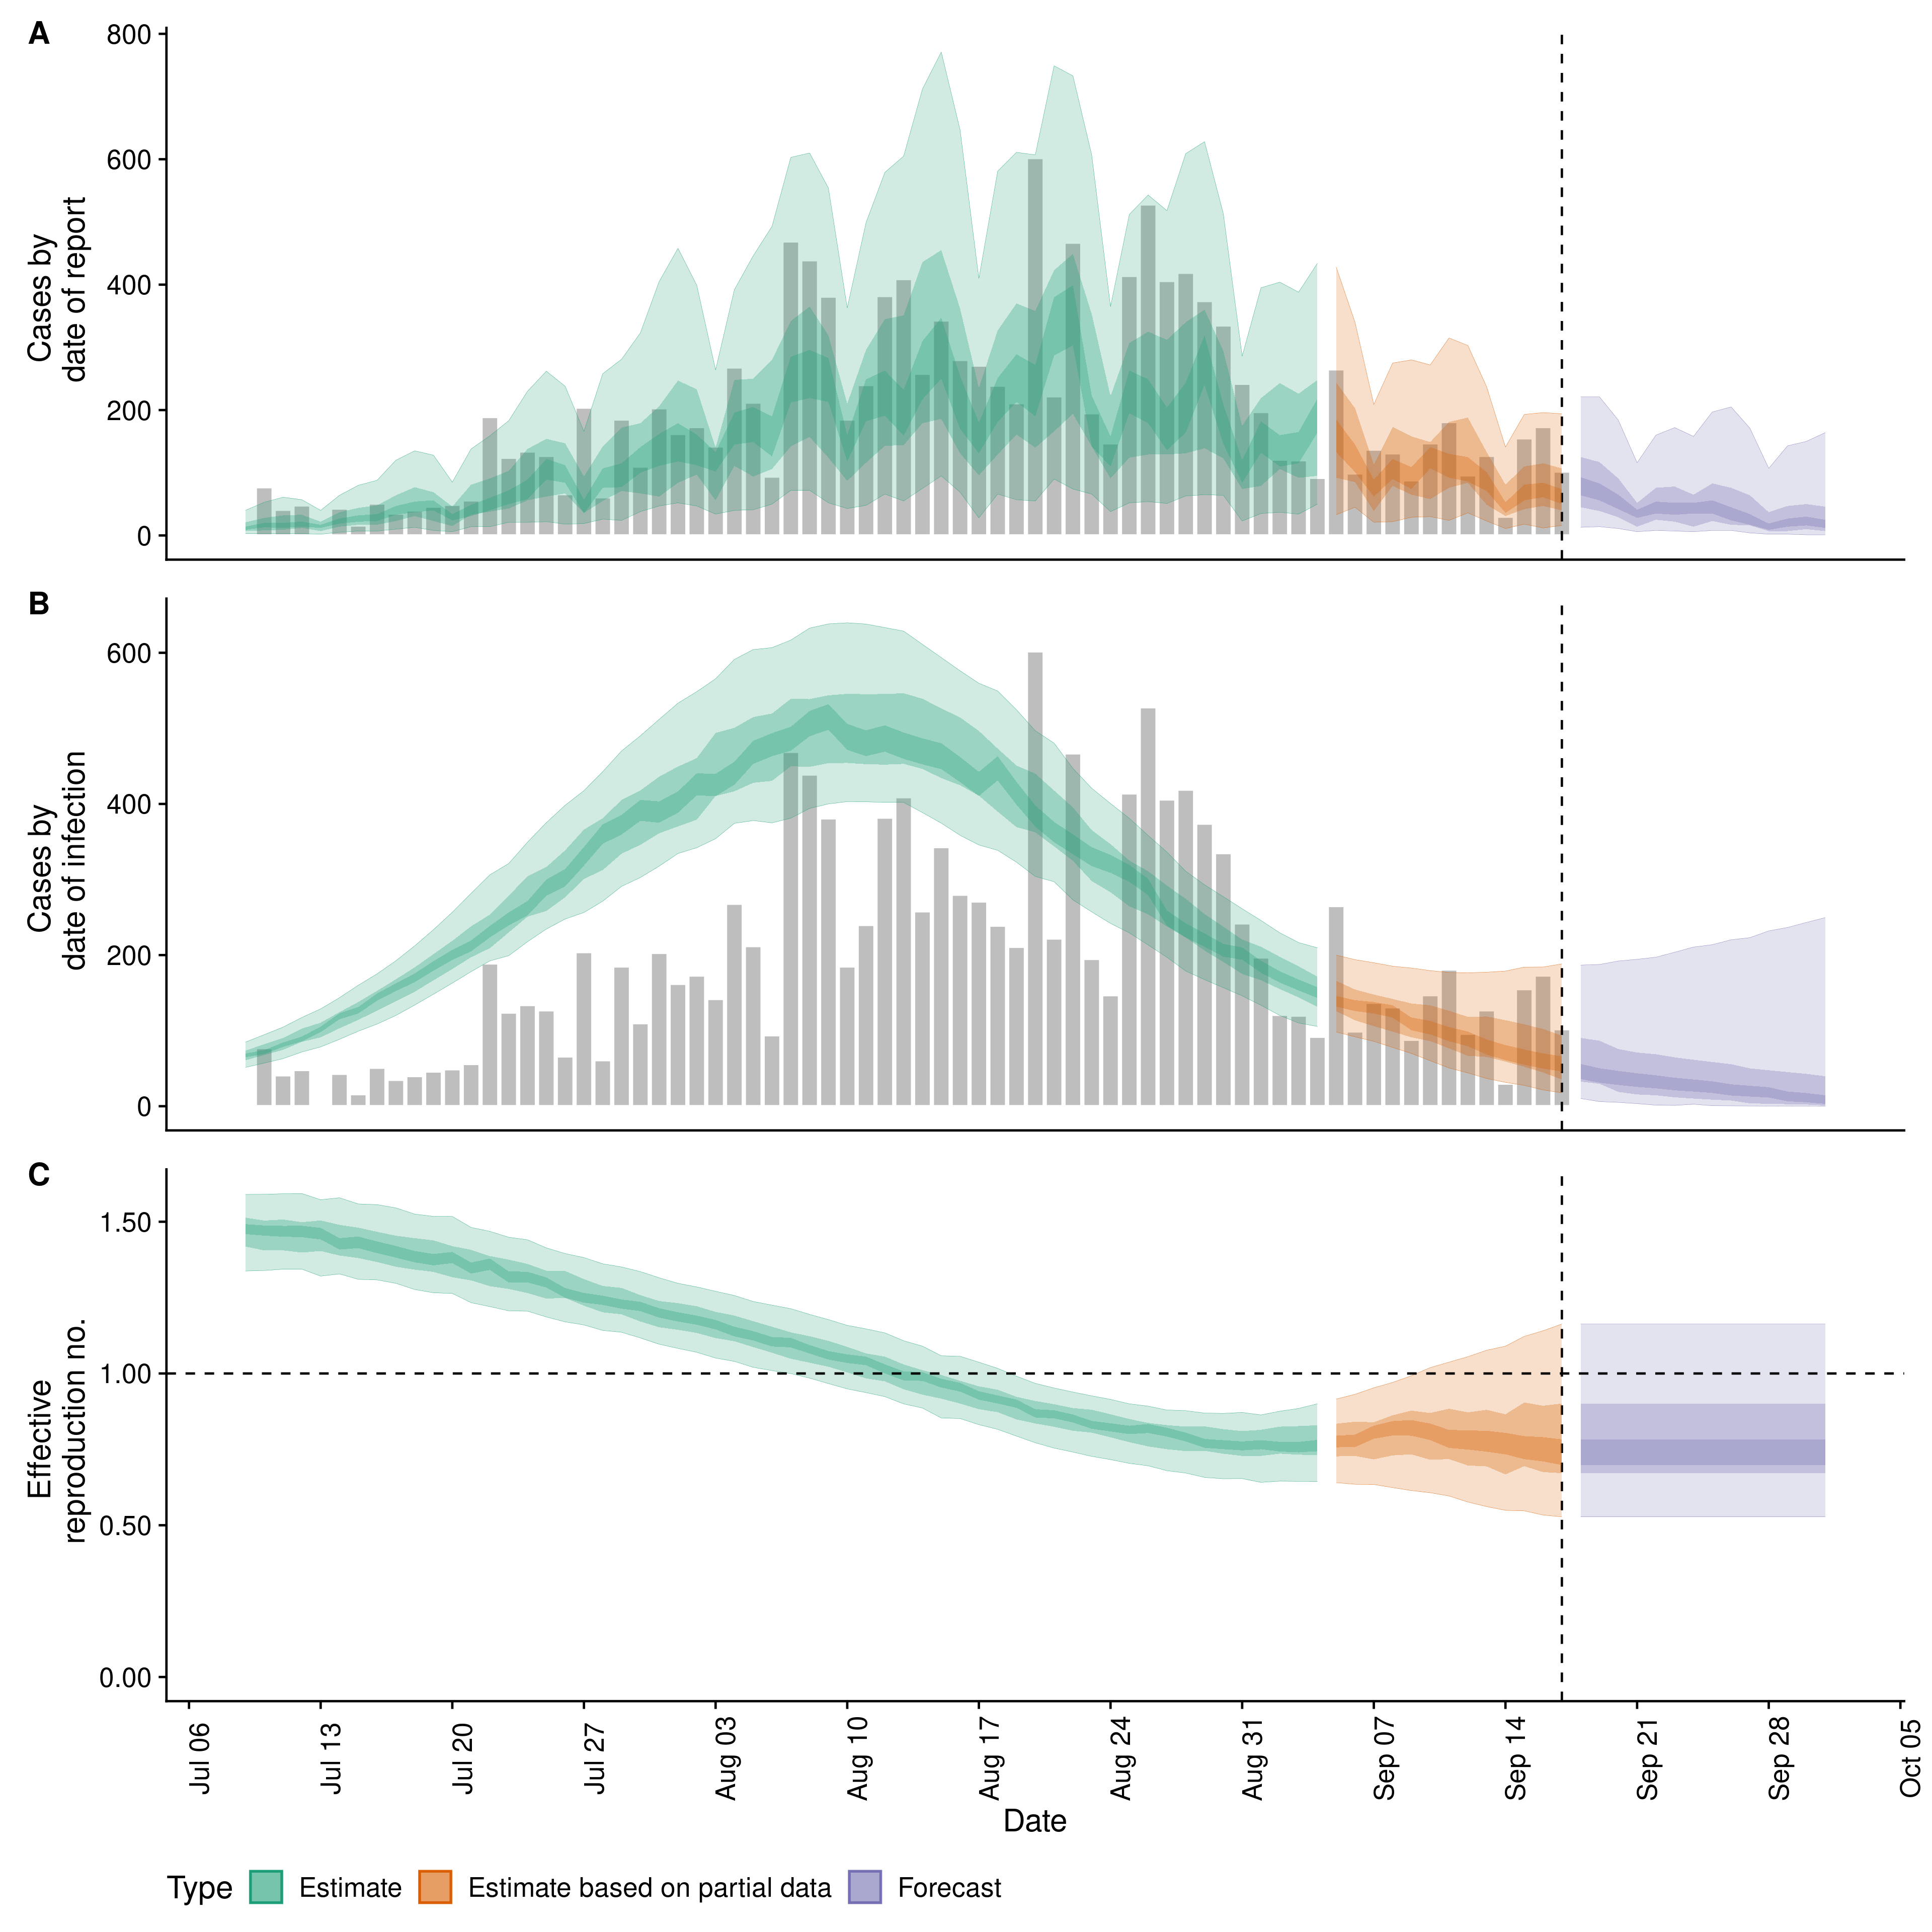 A
Cases by
date of report
800
600
400
200
0
B
Cases by
date of infection
600
400
200
0
C
Effective
reproduction no.
1.50
1.00
0.50
0.00
Jul 06
Jul 13
Jul 20
Jul 27
Aug 03
Aug 10
Aug 17
Aug 24
Aug 31
Sep 07
Sep 14
Sep 21
Sep 28
Oct 05
Date
Type Estimate Estimate based on partial data Forecast